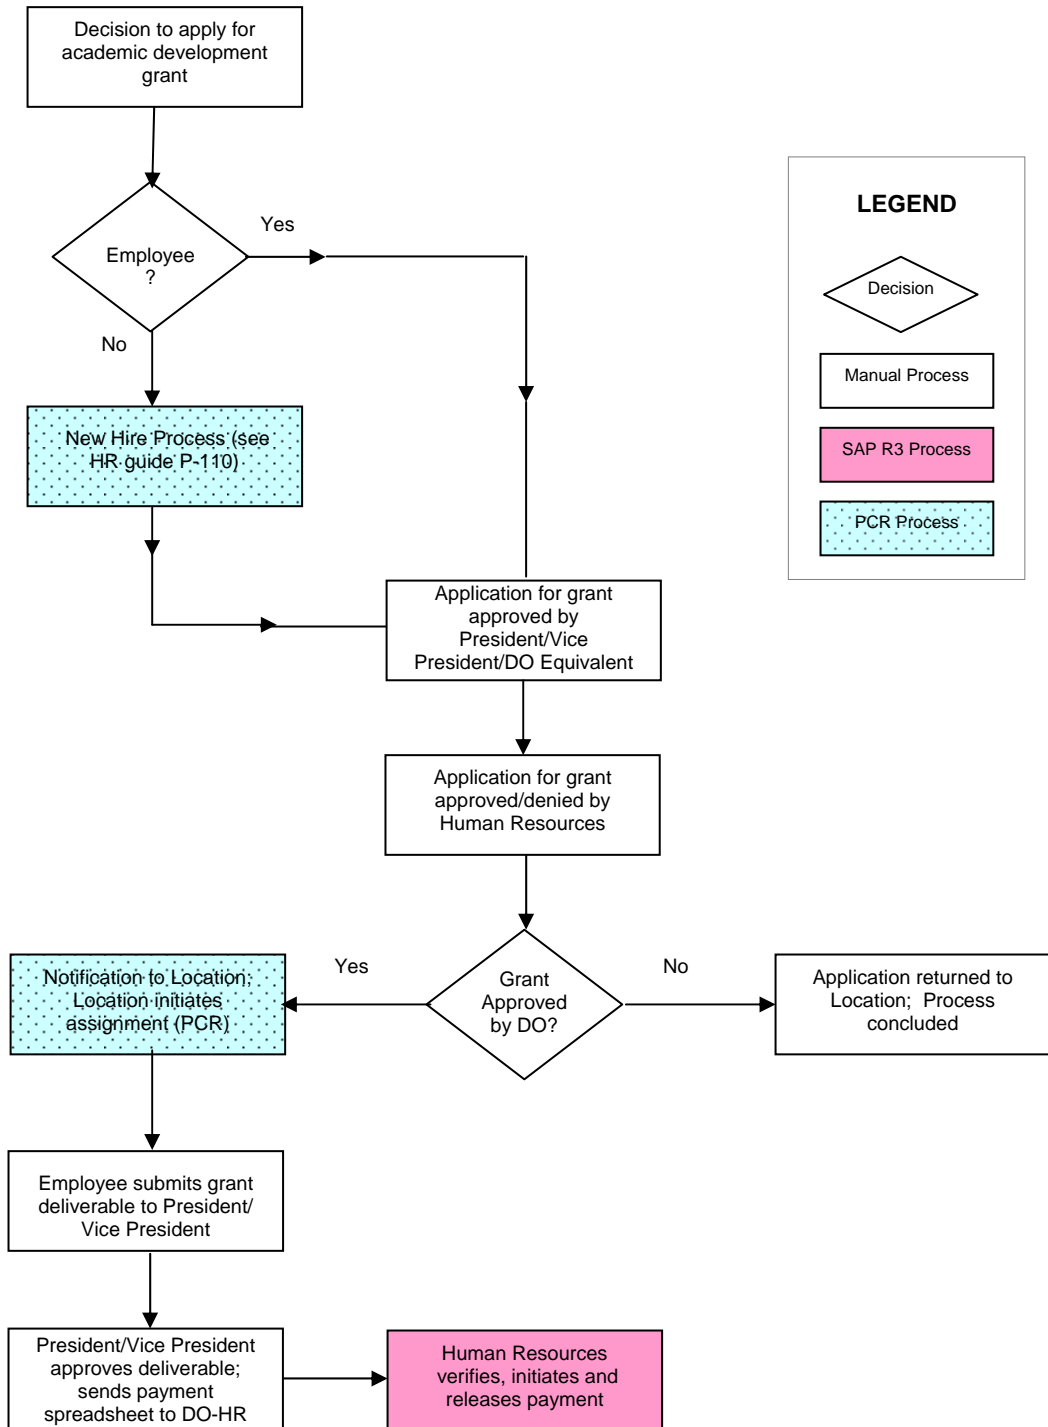 Decision to apply for
academic development
grant
Yes
Employee
?
No
New Hire Process (see
HR guide P-110)
LEGEND
Decision
Manual Process
SAP R3 Process
PCR Process
Application for grant
approved by
President/Vice
President/DO Equivalent
Application for grant
approved/denied by
Human Resources
Grant
Approved
by DO?
Yes
No
Notification to Location;
Location initiates
assignment (PCR)
Application returned to
Location;  Process
concluded
Employee submits grant
deliverable to President/
Vice President
President/Vice President
approves deliverable;
sends payment
spreadsheet to DO-HR
Human Resources
verifies, initiates and
releases payment